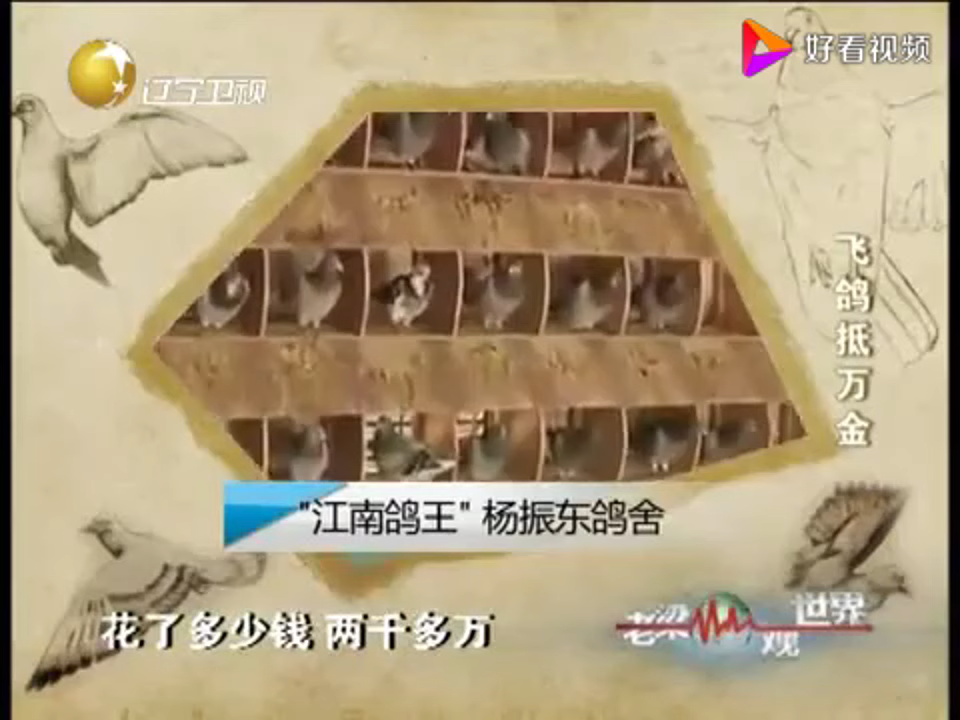 好看视频
辽宁卫视
飞鸽抵万金
"江南鸽王" 杨振东鸽舍
花了多少钱 两千多万
老梁观世界